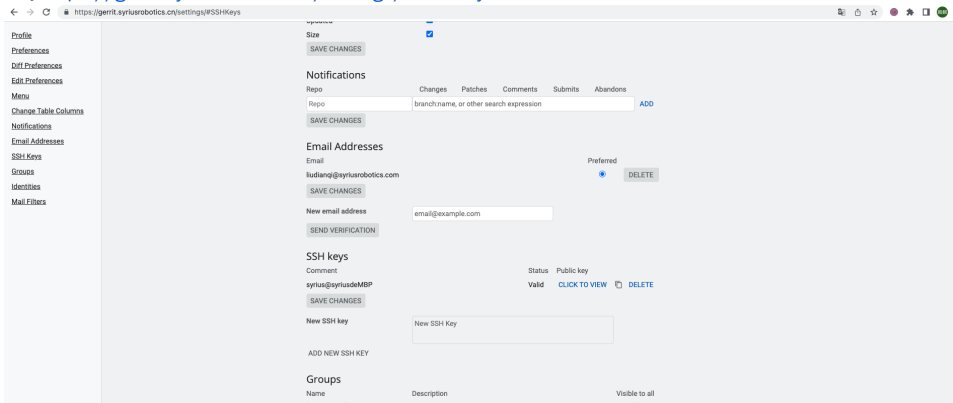 https://gerrit.syriusrobotics.cn/settings/#SSHKeys
Profile
Preferences
Diff Preferences
Edit Preferences
Menu
Change Table Columns
Notifications
Email Addresses
SSH Keys
Groups
Identities
Mail Filters
Updated
Size
SAVE CHANGES
Notifications
Repo Changes Patches Comments Submits Abandons
Repo branch:name, or other search expression ADD
SAVE CHANGES
Email Addresses
Email Preferred
liudianqi@syriusrobotics.com DELETE
SAVE CHANGES
New email address email@example.com
SEND VERIFICATION
SSH keys
Comment Status Public key
syrius@syriusdeMBP Valid CLICK TO VIEW DELETE
SAVE CHANGES
New SSH key New SSH Key
ADD NEW SSH KEY
Groups
Name Description Visible to all